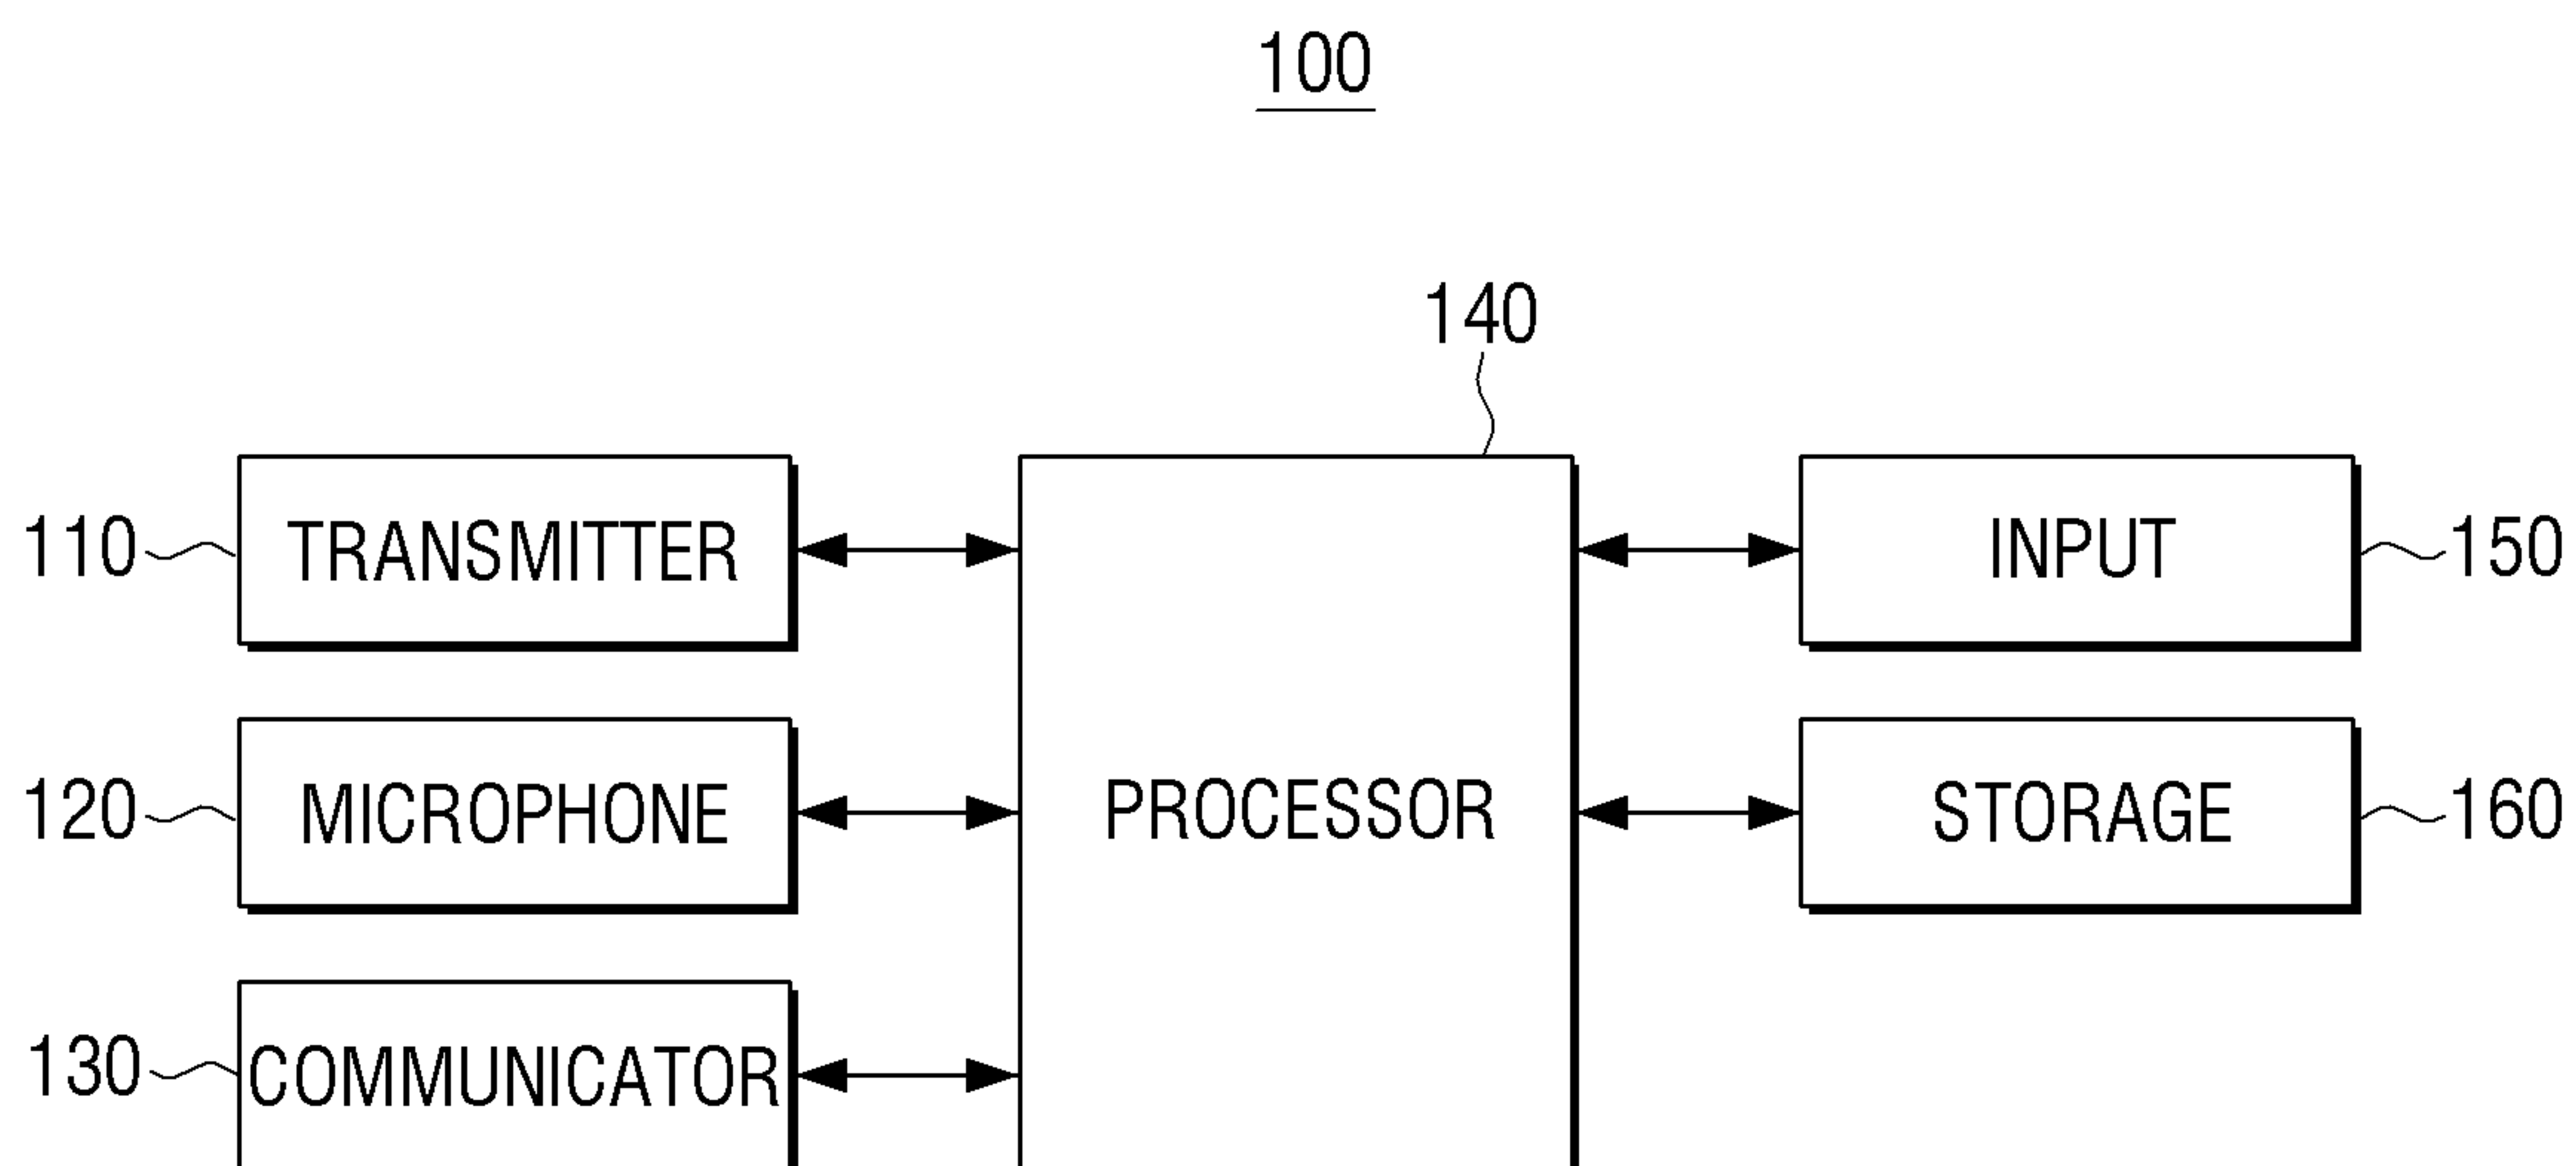 100
140
110 TRANSMITTER INPUT 150
120 MICROPHONE PROCESSOR STORAGE 160
130 COMMUNICATOR